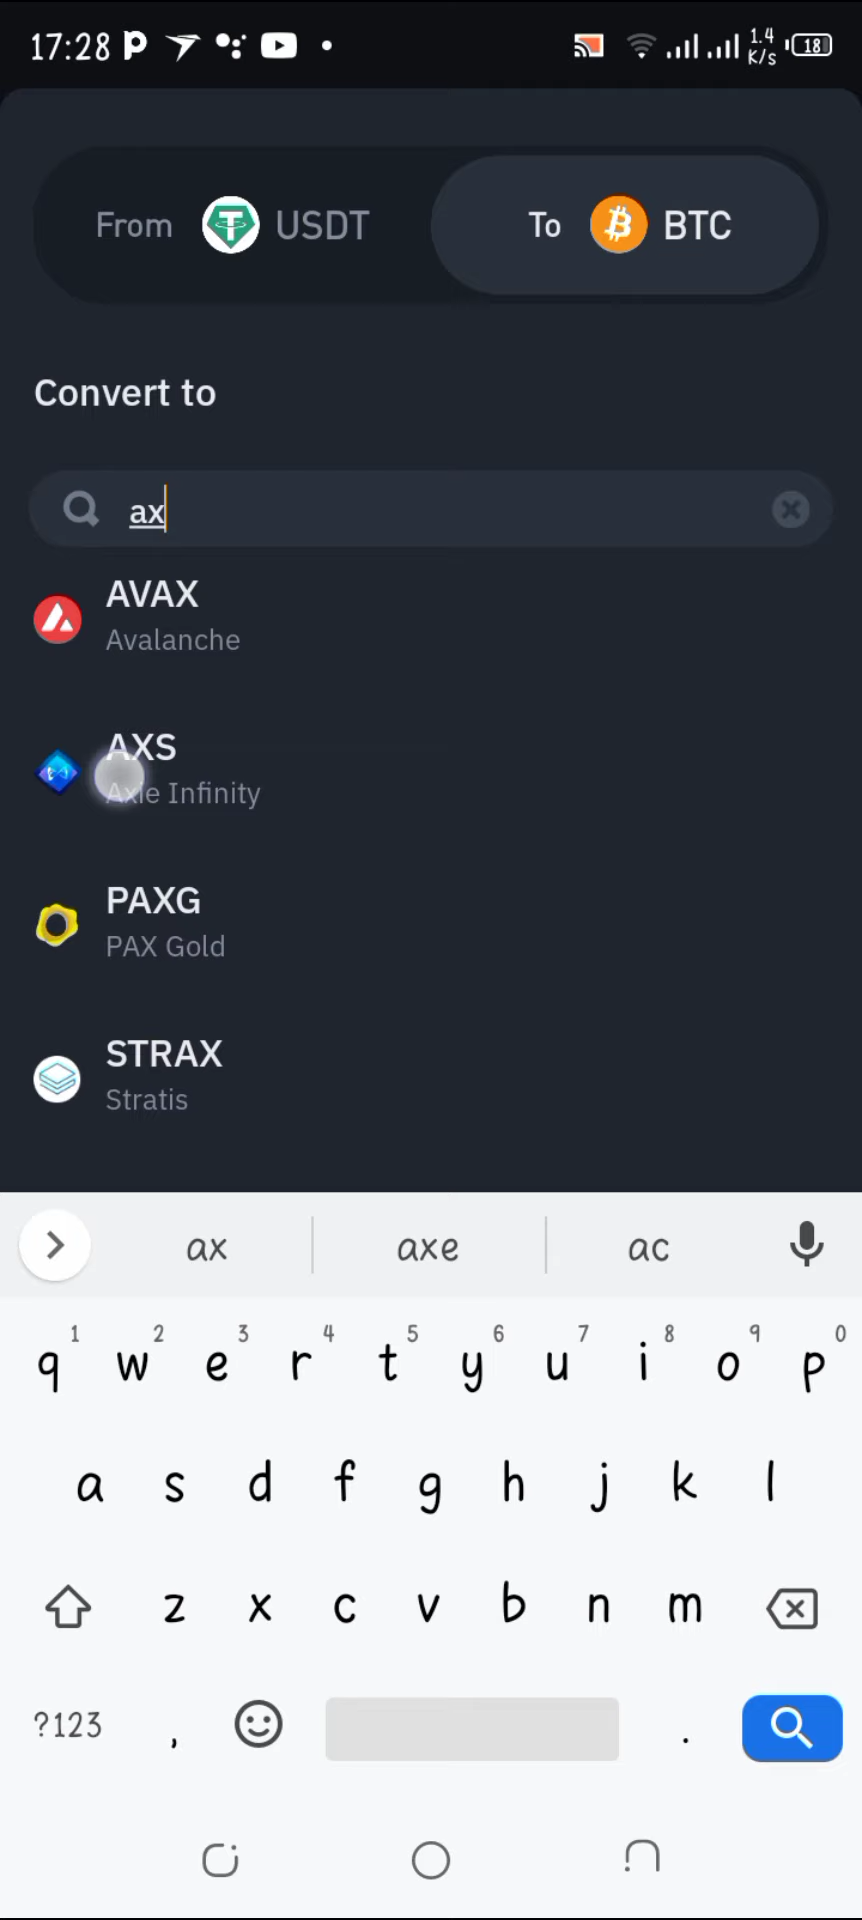 17:28
1.4
K/s
18
From USDT To BTC
Convert to
ax
AVAX
Avalanche
AXS
Axie Infinity
PAXG
PAX Gold
STRAX
Stratis
ax axe ac
1 2 3 4 5 6 7 8 9 0
q w e r t y u i o p
a s d f g h j k l
z x c v b n m
?123 , .